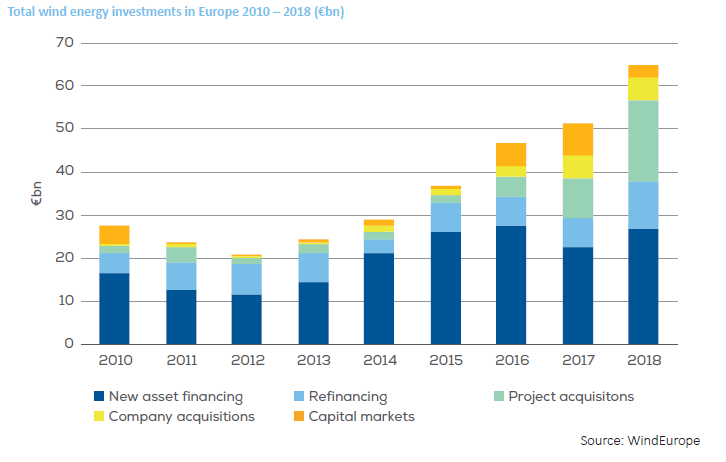 Total wind energy investments in Europe 2010 – 2018 (€bn)
70
60
50
40
30
20
10
0
€bn
2010 2011 2012 2013 2014 2015 2016 2017 2018
New asset financing Refinancing Project acquisitons
Company acquisitions Capital markets
Source: WindEurope